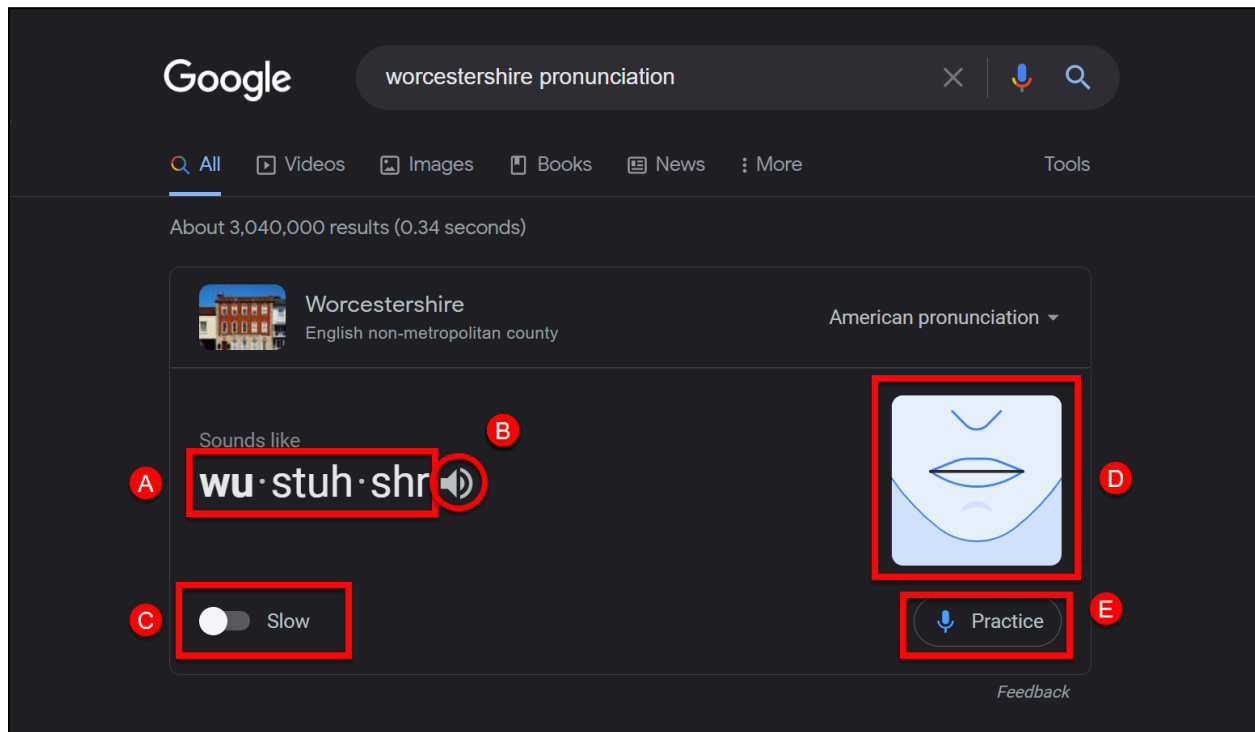 Google
worcestershire pronunciation
All Videos Images Books News More Tools
About 3,040,000 results (0.34 seconds)
Worcestershire
English non-metropolitan county
American pronunciation
B
Sounds like
A
wu·stuh·shr
D
C
Slow
Practice
E
Feedback